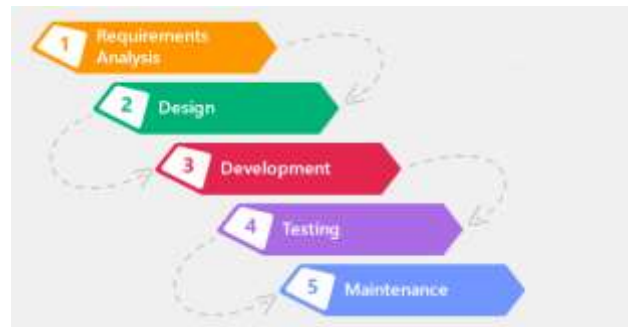 1
Requirements
Analysis
2
Design
3
Development
4
Testing
5
Maintenance